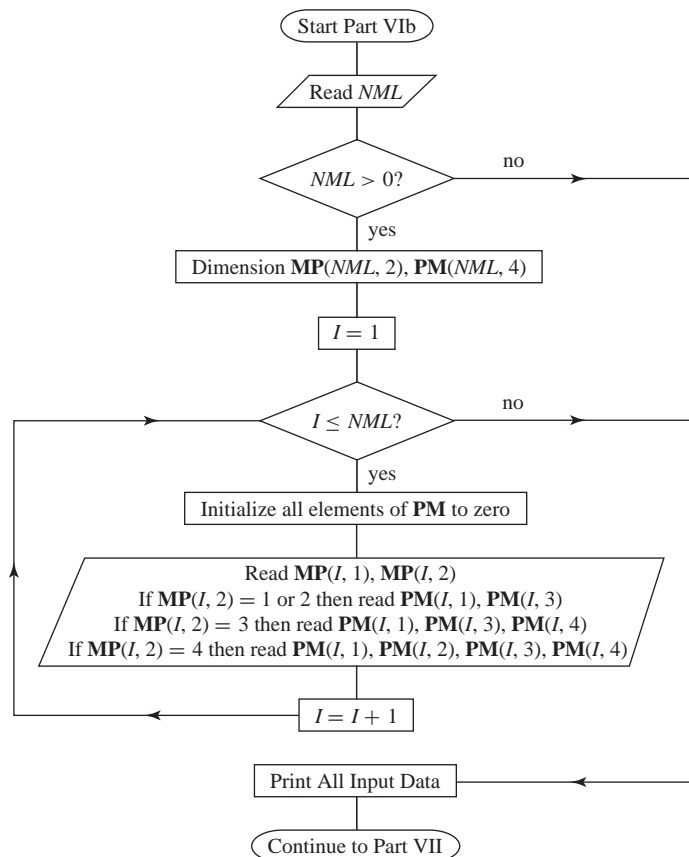 Start Part VIb
Read NML
NML > 0?
no
yes
Dimension MP(NML, 2), PM(NML, 4)
I = 1
I ≤ NML?
no
yes
Initialize all elements of PM to zero
Read MP(I, 1), MP(I, 2)
If MP(I, 2) = 1 or 2 then read PM(I, 1), PM(I, 3)
If MP(I, 2) = 3 then read PM(I, 1), PM(I, 3), PM(I, 4)
If MP(I, 2) = 4 then read PM(I, 1), PM(I, 2), PM(I, 3), PM(I, 4)
I = I + 1
Print All Input Data
Continue to Part VII